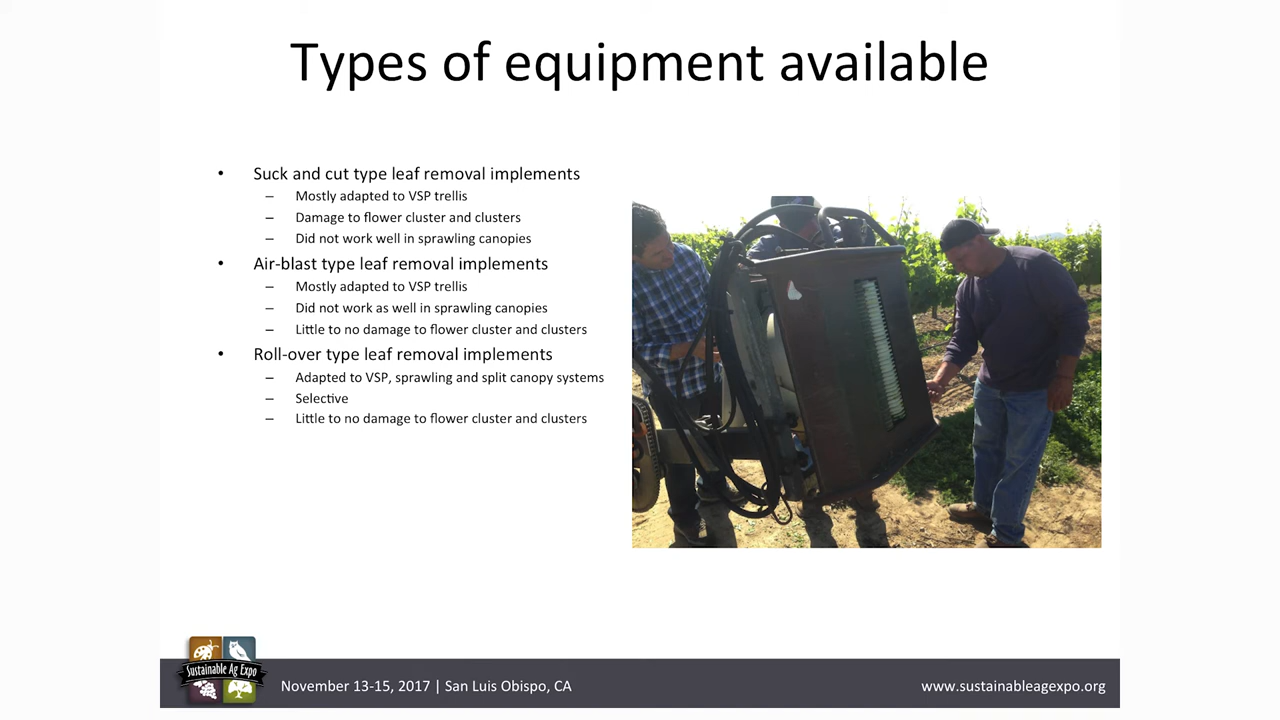 Types of equipment available
• Suck and cut type leaf removal implements
– Mostly adapted to VSP trellis
– Damage to flower cluster and clusters
– Did not work well in sprawling canopies
• Air-blast type leaf removal implements
– Mostly adapted to VSP trellis
– Did not work as well in sprawling canopies
– Little to no damage to flower cluster and clusters
• Roll-over type leaf removal implements
– Adapted to VSP, sprawling and split canopy systems
– Selective
– Little to no damage to flower cluster and clusters
Sustainable Ag Expo
November 13-15, 2017 | San Luis Obispo, CA
www.sustainableagexpo.org